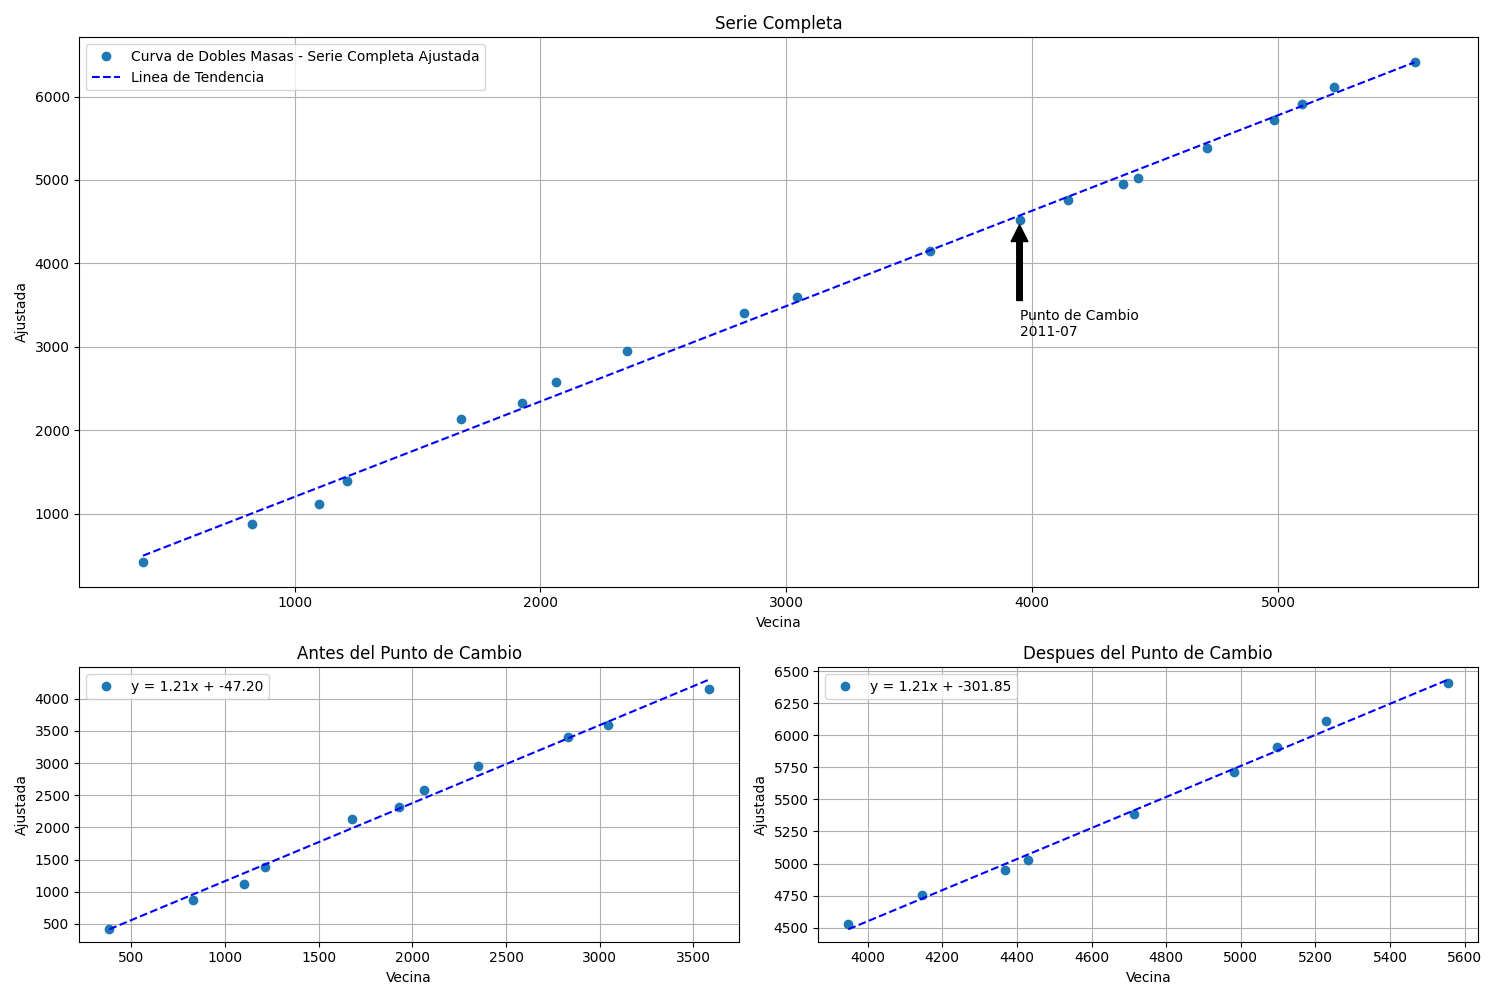 Serie Completa
Curva de Dobles Masas - Serie Completa Ajustada
Linea de Tendencia
6000
5000
4000
3000
2000
1000
Ajustada
Punto de Cambio
2011-07
1000 2000 3000 4000 5000
Vecina
Antes del Punto de Cambio
y = 1.21x + -47.20
4000
3500
3000
2500
2000
1500
1000
500
Ajustada
500 1000 1500 2000 2500 3000 3500
Vecina
Despues del Punto de Cambio
y = 1.21x + -301.85
6500
6250
6000
5750
5500
5250
5000
4750
4500
Ajustada
4000 4200 4400 4600 4800 5000 5200 5400 5600
Vecina